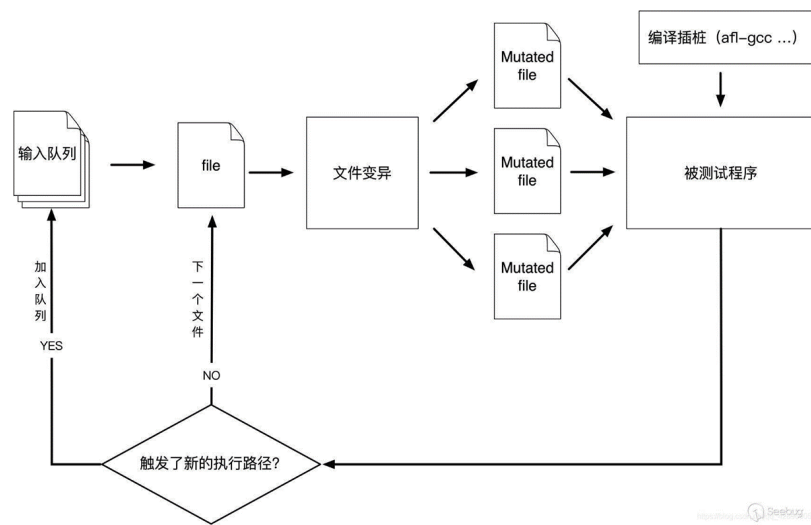 编译插桩（afl-gcc …）
Mutated
file
输入队列
file
文件变异
Mutated
file
被测试程序
Mutated
file
加入队列
下一个文件
YES
NO
触发了新的执行路径?
Seebug